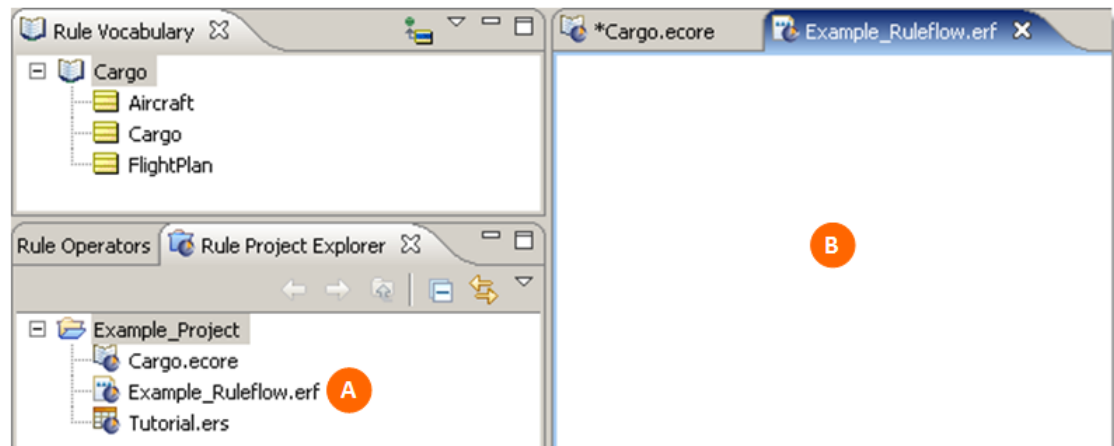 Rule Vocabulary
Cargo
Aircraft
Cargo
FlightPlan
Rule Operators Rule Project Explorer
Example_Project
Cargo.ecore
Example_Ruleflow.erf A
Tutorial.ers
*Cargo.ecore Example_Ruleflow.erf
B